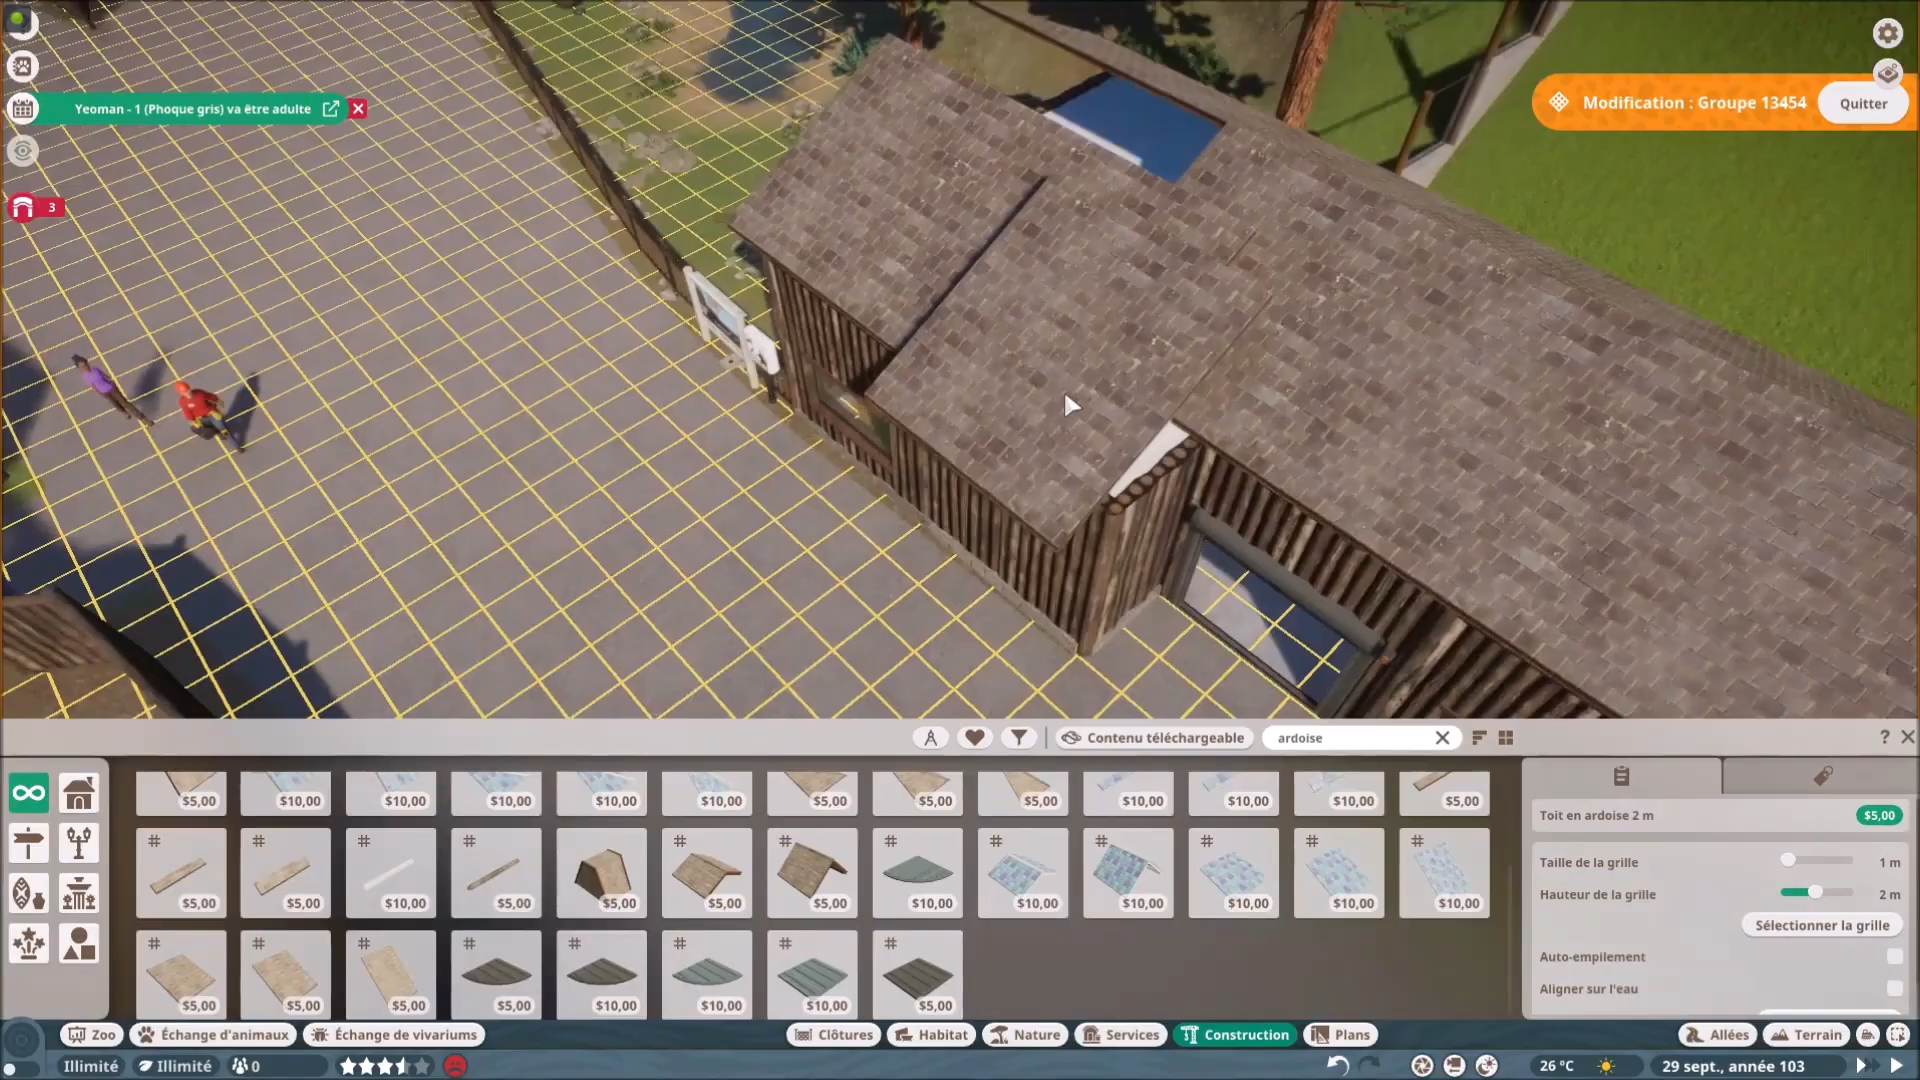 Yeoman - 1 (Phoque gris) va être adulte
Modification : Groupe 13454
Quitter
3
Contenu téléchargeable
ardoise
?
$5,00 $10,00 $10,00 $10,00 $10,00 $10,00 $5,00 $5,00 $5,00 $10,00 $10,00 $10,00 $5,00
$5,00 $5,00 $10,00 $5,00 $5,00 $5,00 $5,00 $10,00 $10,00 $10,00 $10,00 $10,00 $10,00
$5,00 $5,00 $5,00 $5,00 $10,00 $10,00 $10,00 $5,00
Toit en ardoise 2 m
$5,00
Taille de la grille
1 m
Hauteur de la grille
2 m
Sélectionner la grille
Auto-empilement
Aligner sur l'eau
Zoo
Échange d'animaux
Échange de vivariums
Clôtures
Habitat
Nature
Services
Construction
Plans
Allées
Terrain
Illimité
Illimité
0
26 °C
29 sept., année 103